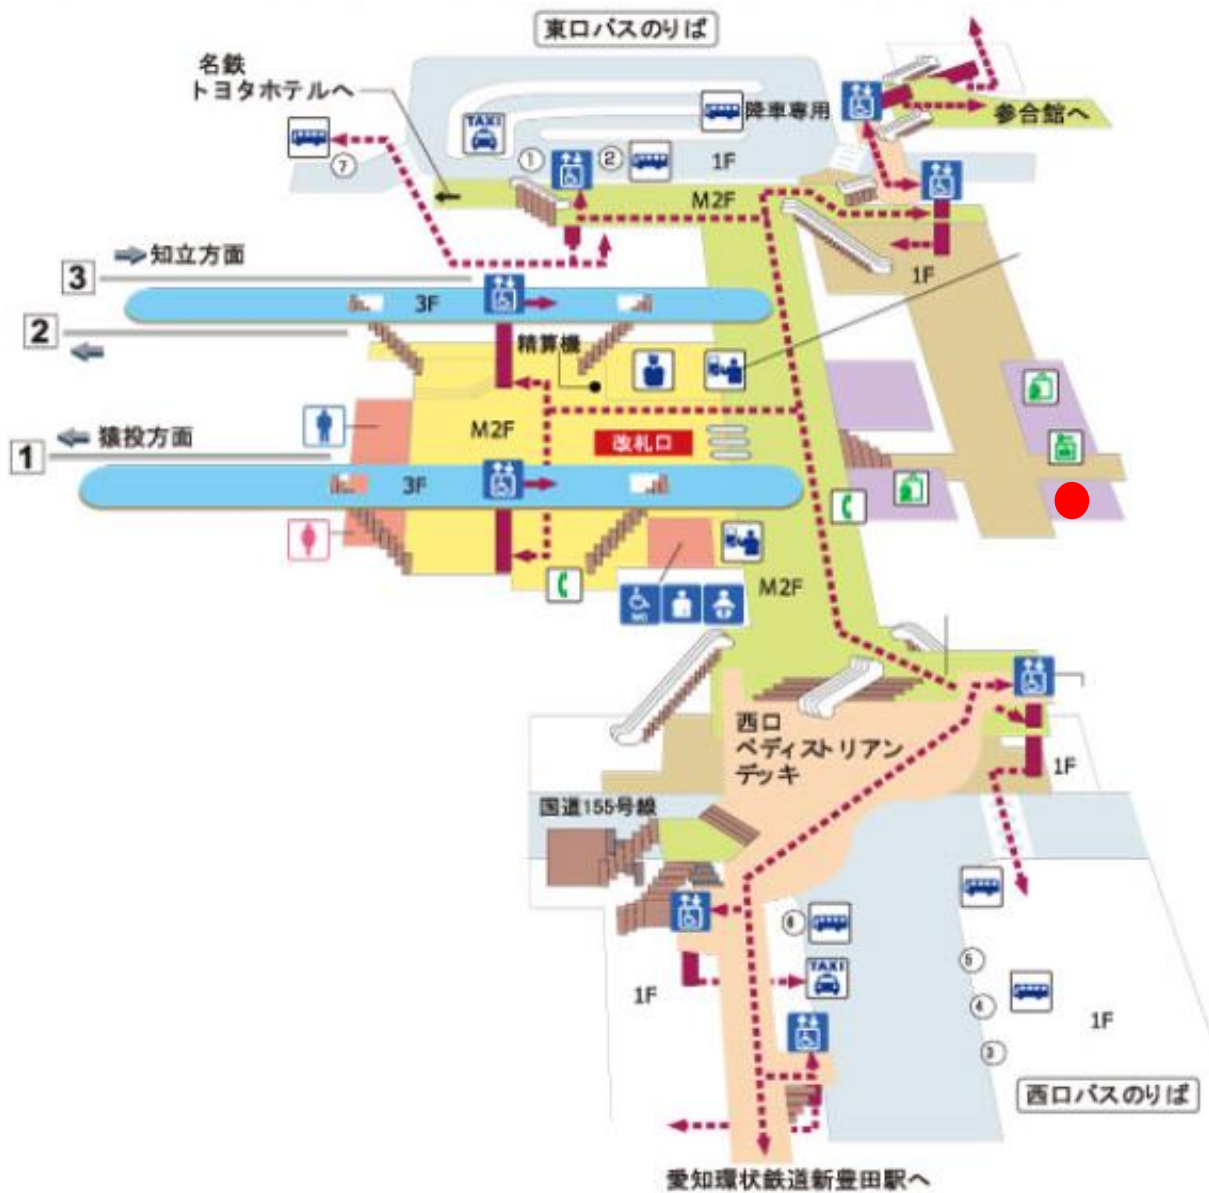 東口バスのりば
名鉄
トヨタホテルへ
TAXI
降車専用
参合館へ
①
②
1F
⑦
M2F
3
知立方面
1F
3F
2
精算機
M2F
改札口
猿投方面
1
3F
M2F
西口
ペディストリアン
デッキ
1F
国道155号線
⑥
TAXI
1F
⑤
④
1F
③
西口バスのりば
愛知環状鉄道新豊田駅へ